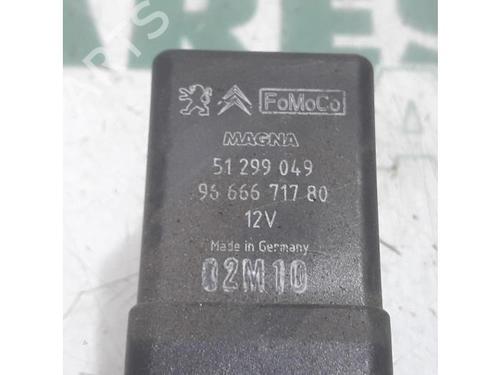 FoMoCo
MAGNA
51 299 049
96 666 717 80
12V
Made in Germany
02M10